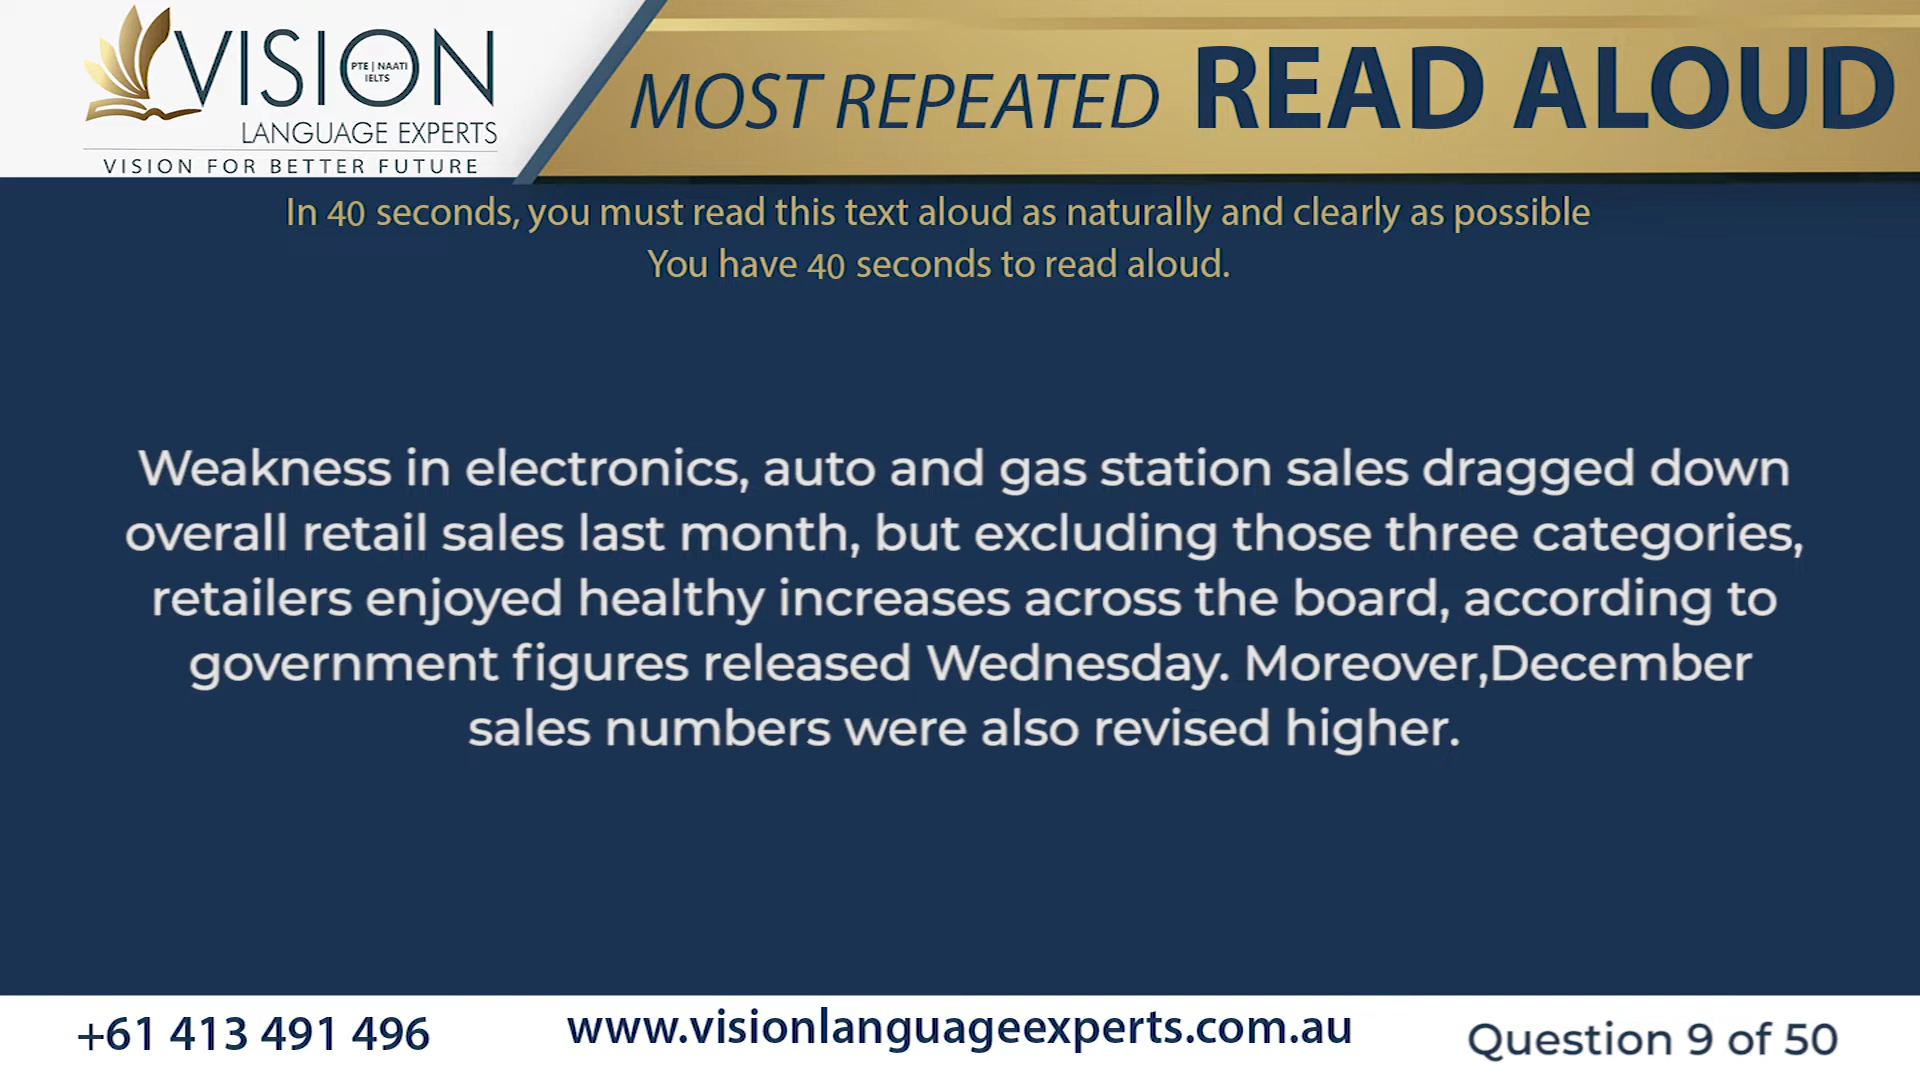 VISION
PTE | NAATI
IELTS
LANGUAGE EXPERTS
VISION FOR BETTER FUTURE
MOST REPEATED READ ALOUD
In 40 seconds, you must read this text aloud as naturally and clearly as possible
You have 40 seconds to read aloud.
Weakness in electronics, auto and gas station sales dragged down
overall retail sales last month, but excluding those three categories,
retailers enjoyed healthy increases across the board, according to
government figures released Wednesday. Moreover,December
sales numbers were also revised higher.
+61 413 491 496
www.visionlanguageexperts.com.au
Question 9 of 50